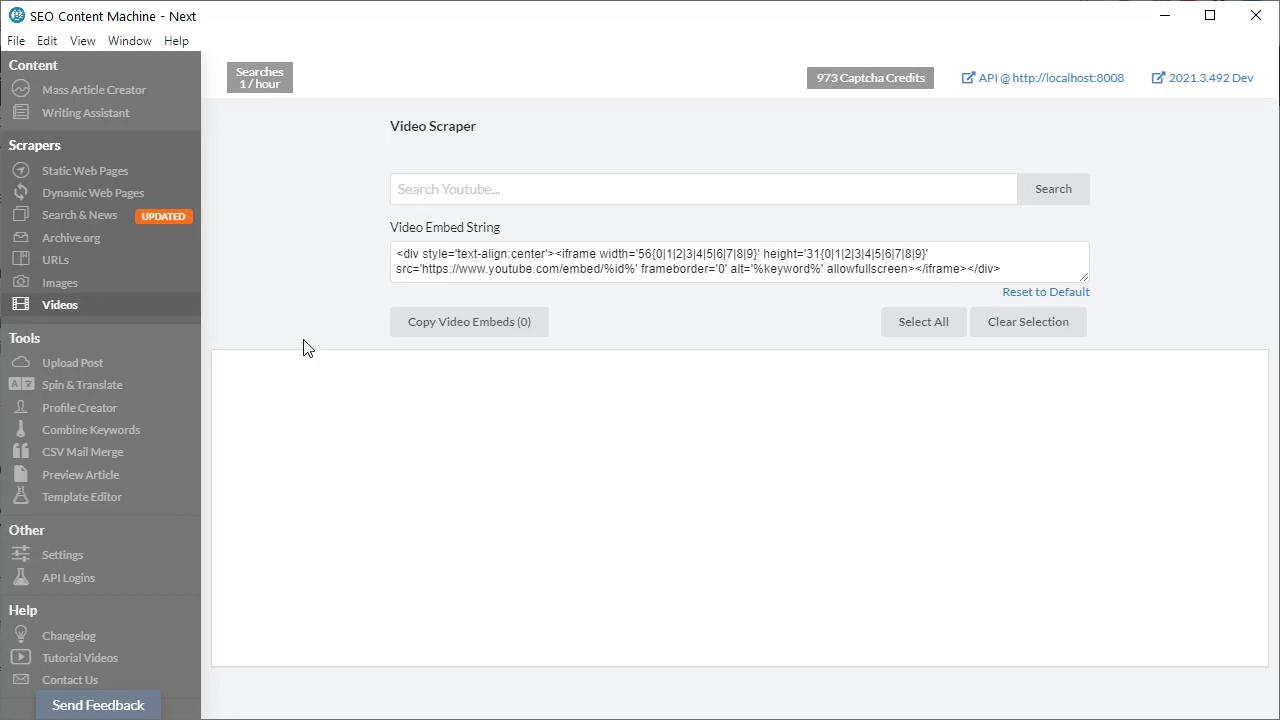 SEO Content Machine - Next
File Edit View Window Help
Content
Mass Article Creator
Writing Assistant
Scrapers
Static Web Pages
Dynamic Web Pages
Search & News UPDATED
Archive.org
URLs
Images
Videos
Tools
Upload Post
Spin & Translate
Profile Creator
Combine Keywords
CSV Mail Merge
Preview Article
Template Editor
Other
Settings
API Logins
Help
Changelog
Tutorial Videos
Contact Us
Send Feedback
Searches
1 / hour
973 Captcha Credits
API @ http://localhost:8008
2021.3.492 Dev
Video Scraper
Search Youtube...
Search
Video Embed String
<div style='text-align:center'><iframe width='56{0|1|2|3|4|5|6|7|8|9}' height='31{0|1|2|3|4|5|6|7|8|9}'
src='https://www.youtube.com/embed/%id%' frameborder='0' alt='%keyword%' allowfullscreen></iframe></div>
Reset to Default
Copy Video Embeds (0)
Select All
Clear Selection